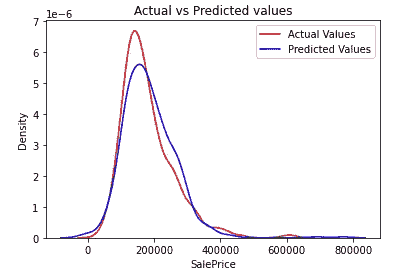 Actual vs Predicted values
1e−6
Actual Values
Predicted Values
7
6
5
4
3
2
1
0
Density
0 200000 400000 600000 800000
SalePrice